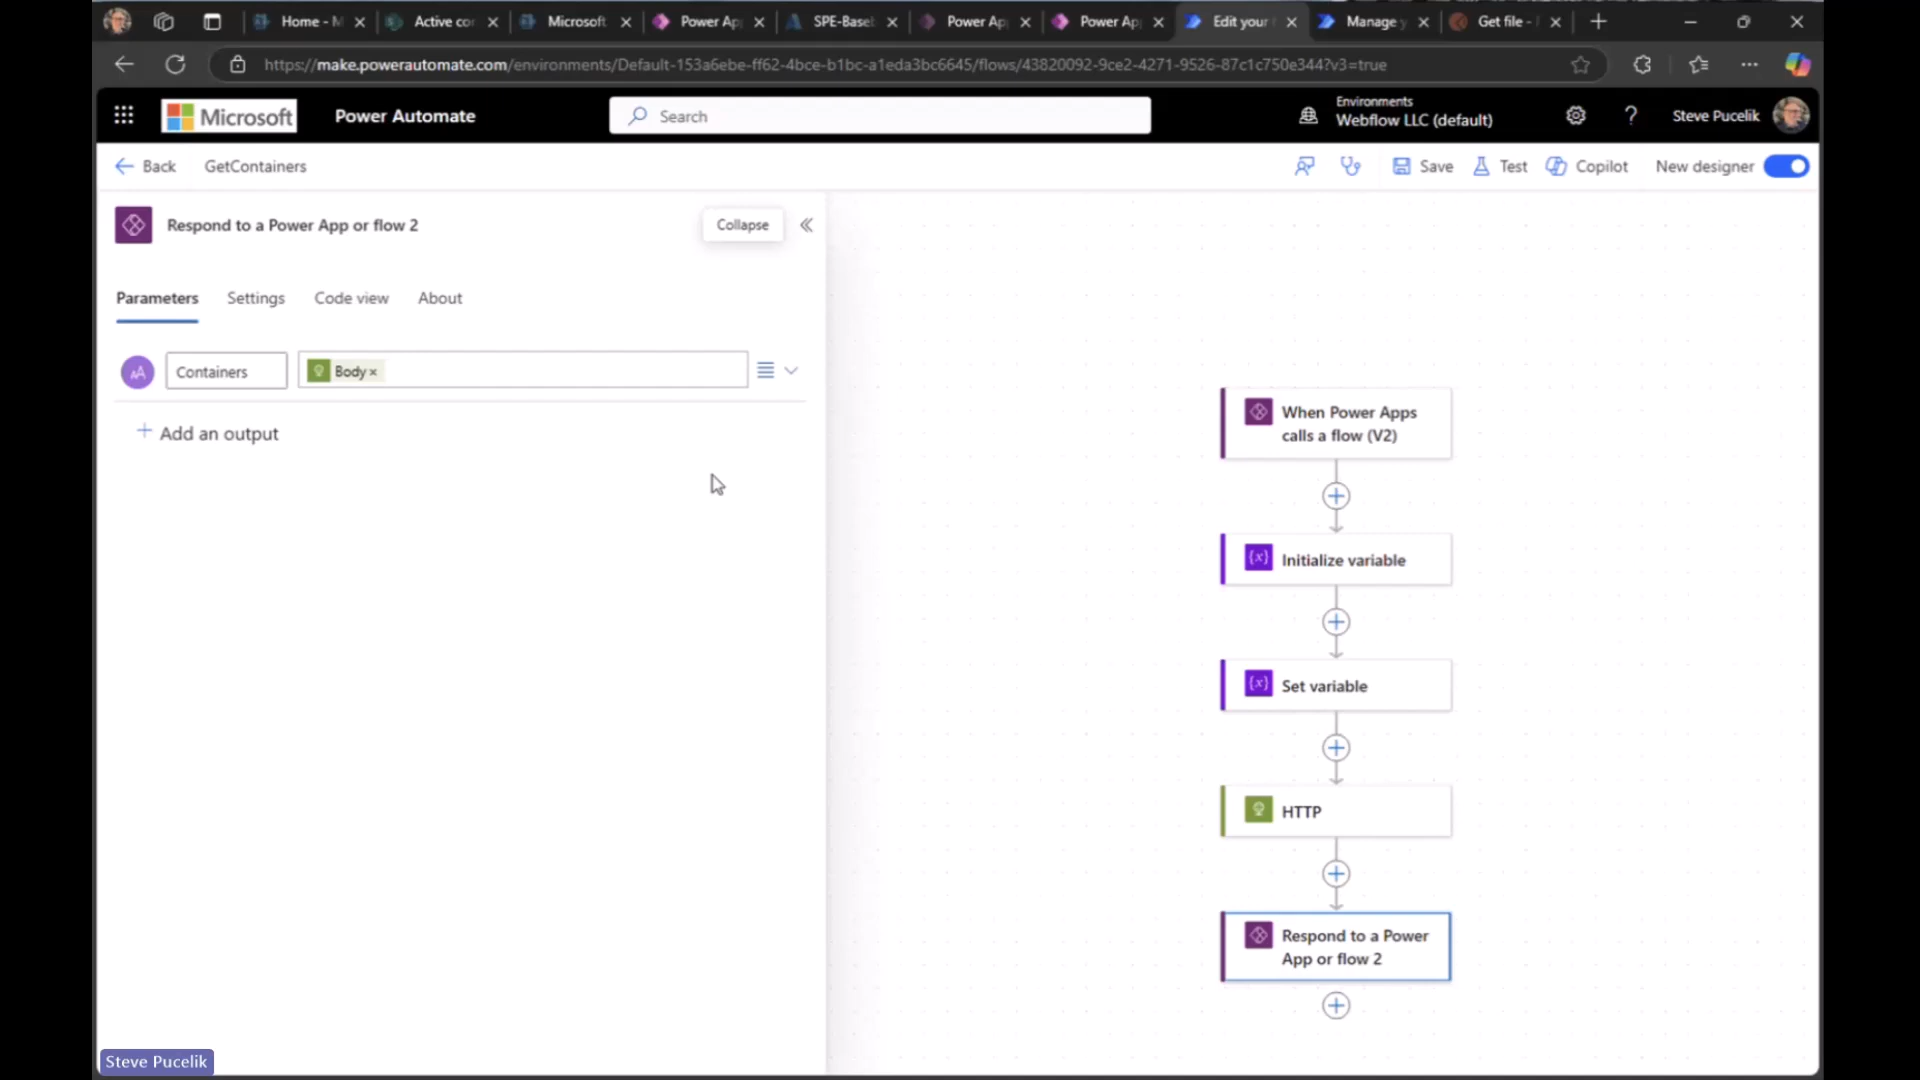 Home - M
Active cor
Microsoft
Power Ap
SPE-Basel
Power Ap
Power Ap
Edit your
Manage y
Get file -
https://make.powerautomate.com/environments/Default-153a6ebe-ff62-4bce-b1bc-a1eda3bc6645/flows/43820092-9ce2-4271-9526-87c1c750e344?v3=true
Microsoft
Power Automate
Search
Environments
Webflow LLC (default)
?
Steve Pucelik
Back
GetContainers
Save
Test
Copilot
New designer
Respond to a Power App or flow 2
Collapse
Parameters
Settings
Code view
About
Containers
Body
Add an output
When Power Apps
calls a flow (V2)
Initialize variable
Set variable
HTTP
Respond to a Power
App or flow 2
Steve Pucelik